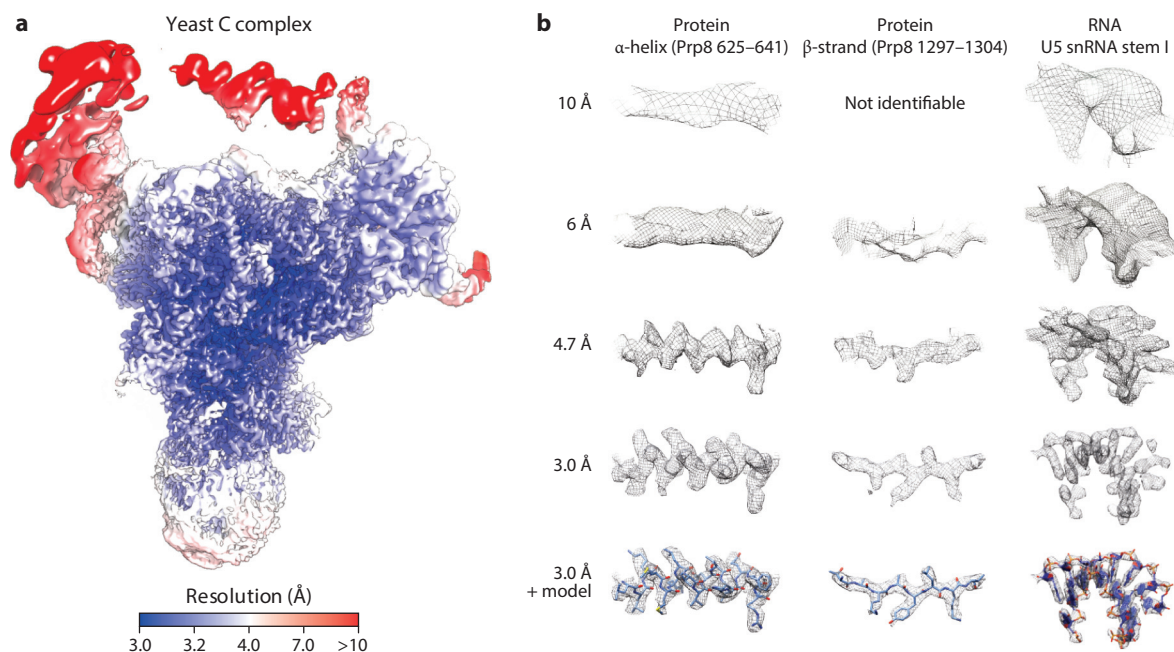 a
Yeast C complex
Resolution (Å)
3.0 3.2 4.0 7.0 >10
b
Protein
α-helix (Prp8 625–641)
Protein
β-strand (Prp8 1297–1304)
RNA
U5 snRNA stem I
10 Å
Not identifiable
6 Å
4.7 Å
3.0 Å
3.0 Å
+ model